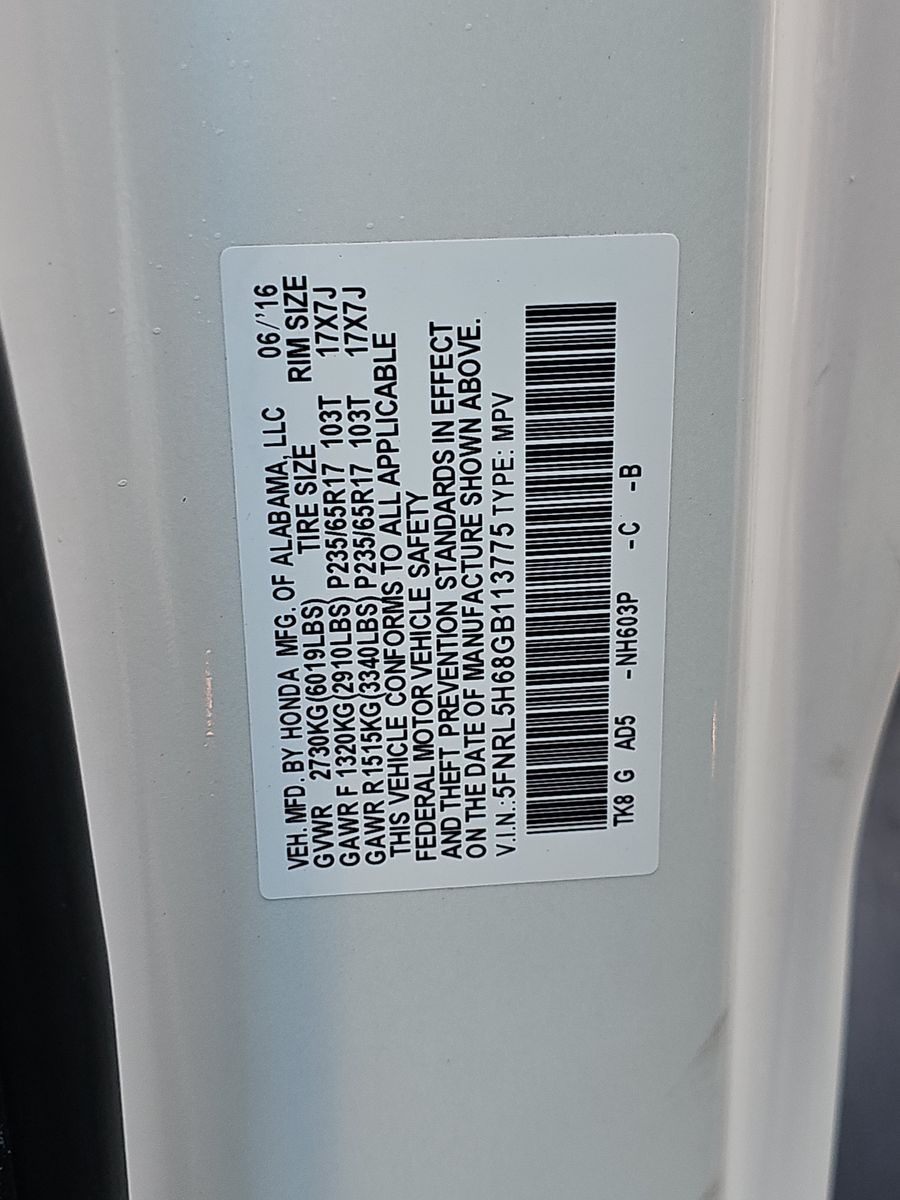 VEH. MFD. BY HONDA MFG. OF ALABAMA, LLC 06/'16
GVWR 2730KG(6019LBS) TIRE SIZE RIM SIZE
GAWR F 1320KG(2910LBS) P235/65R17 103T 17X7J
GAWR R 1515KG(3340LBS) P235/65R17 103T 17X7J
THIS VEHICLE CONFORMS TO ALL APPLICABLE
FEDERAL MOTOR VEHICLE SAFETY
AND THEFT PREVENTION STANDARDS IN EFFECT
ON THE DATE OF MANUFACTURE SHOWN ABOVE.
V.I.N.:5FNRL5H68GB113775 TYPE: MPV
TK8 G AD5 -NH603P -C -B